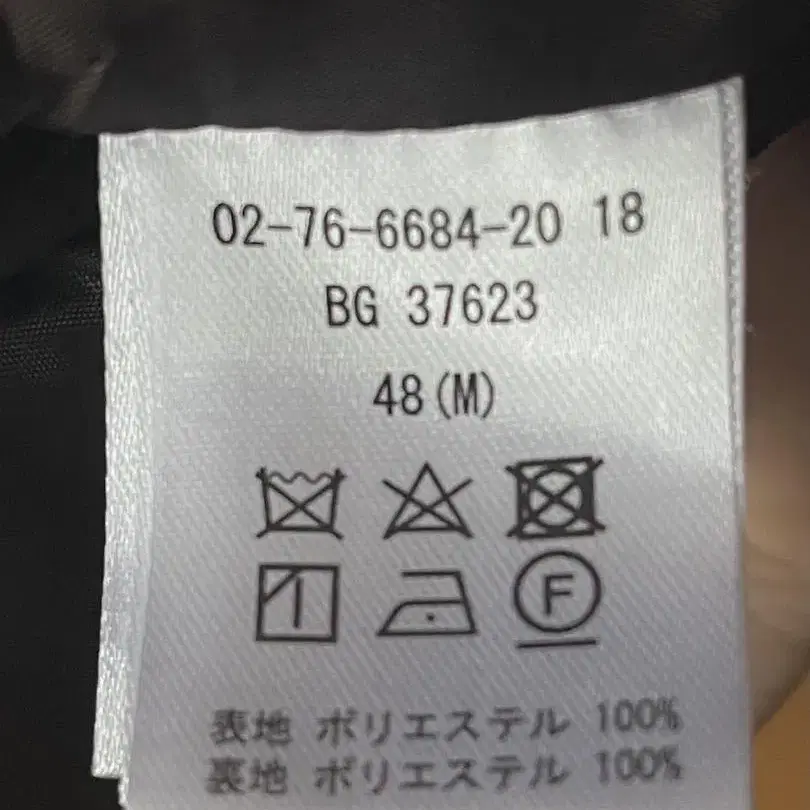 02-76-6684-20 18
BG 37623
48(M)
F
表地 ポリエステル 100%
裏地 ポリエステル 100%